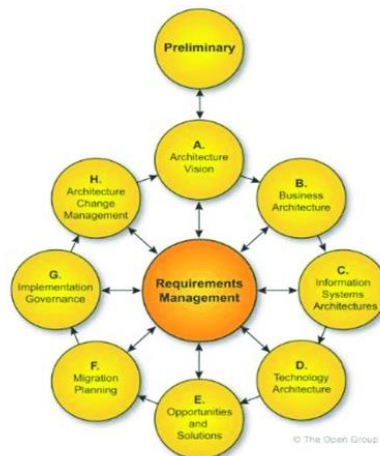 Preliminary
A.
Architecture
Vision
B.
Business
Architecture
C.
Information
Systems
Architectures
D.
Technology
Architecture
E.
Opportunities
and
Solutions
F.
Migration
Planning
G.
Implementation
Governance
H.
Architecture
Change
Management
Requirements
Management
© The Open Group